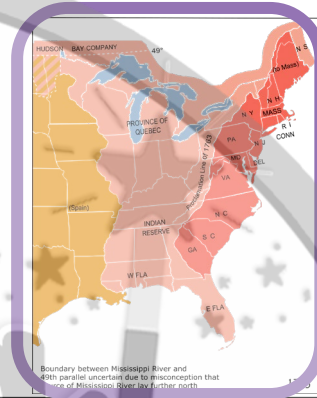 HUDSON BAY COMPANY 49°
N S
(to Mass)
N H
N Y
MASS
R I
CONN
PROVINCE OF
QUEBEC
PA
N J
MD
DEL
Proclamation Line of 1763
VA
(Spain)
INDIAN
RESERVE
N C
S C
GA
W FLA
E FLA
Boundary between Mississippi River and
49th parallel uncertain due to misconception that
source of Mississippi River lay further north